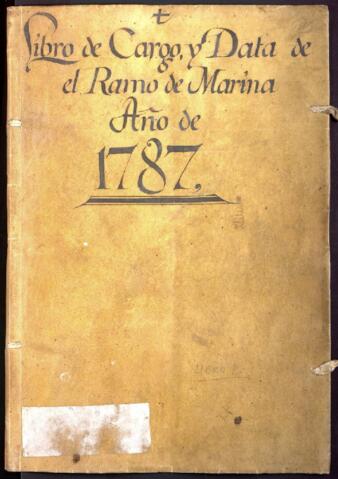 +
Libro de Cargo, y Data de
el Ramo de Marina
Año de
1787,